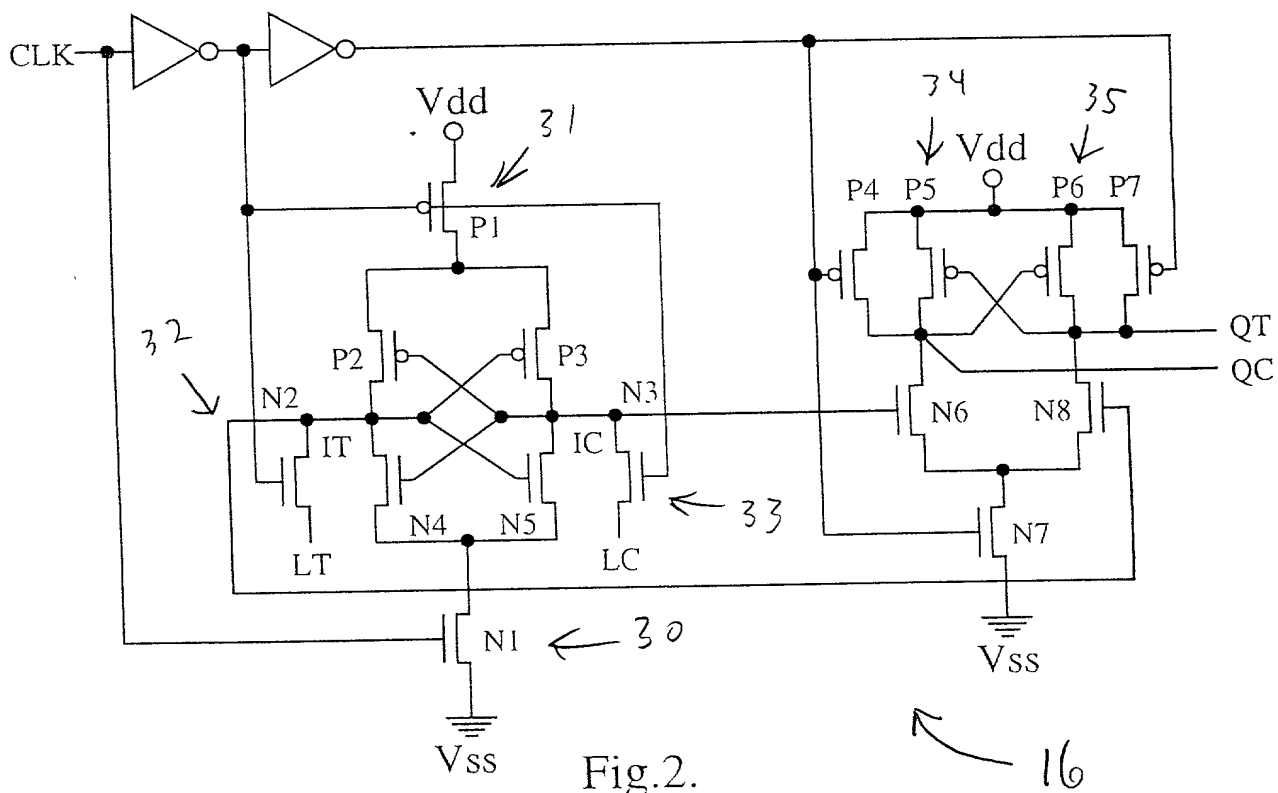 CLK
Vdd
31
34
35
Vdd
P4 P5 P6 P7
P1
32
P2 P3
QT
QC
N2 N3
N6 N8
IT IC
N4 N5
33
N7
LT LC
N1
30
Vss
Vss
Fig.2.
16